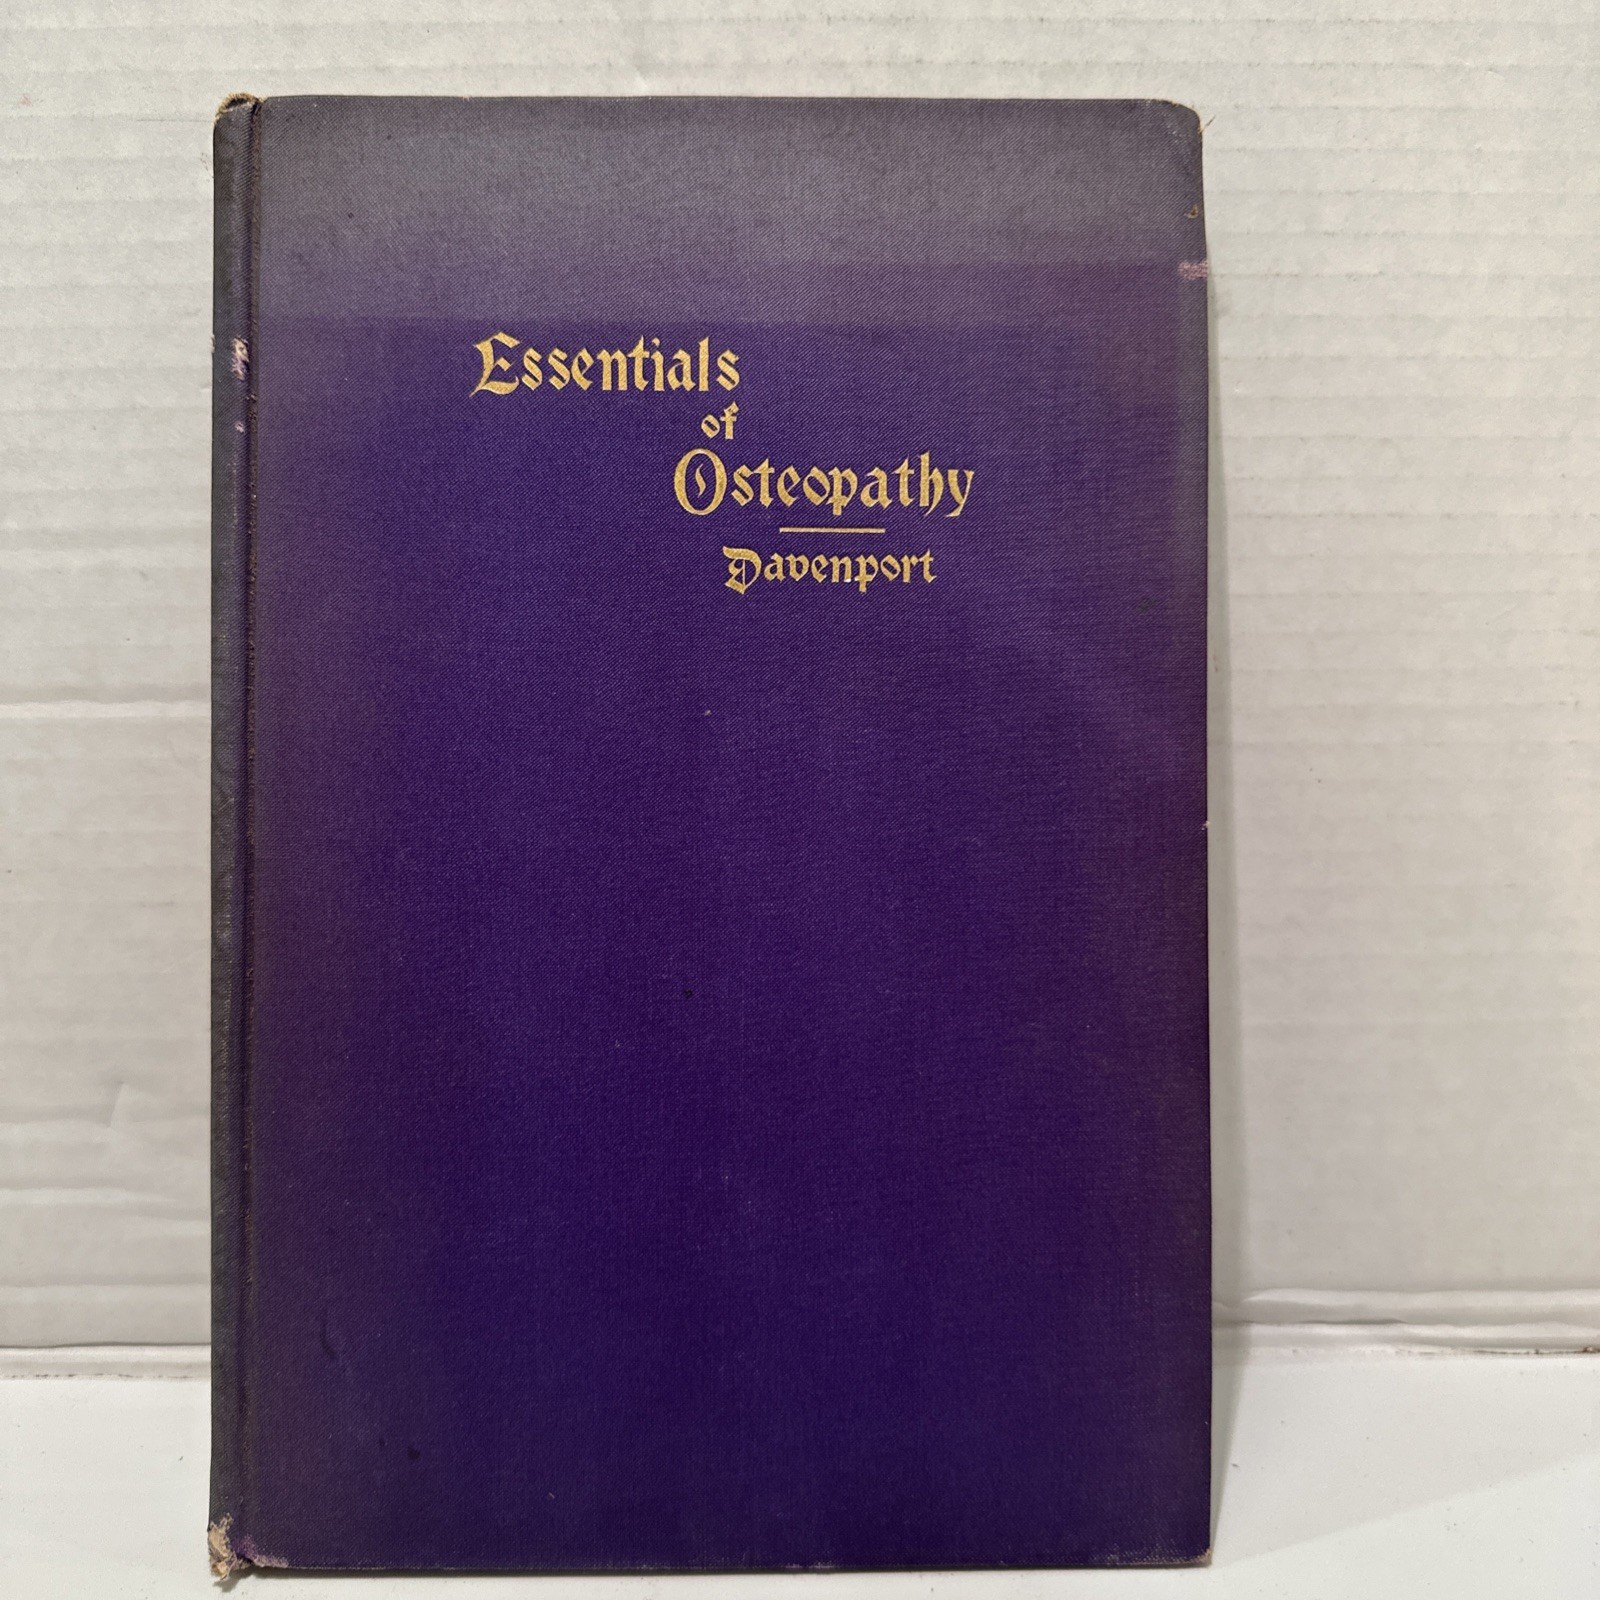 Essentials
of
Osteopathy
Davenport